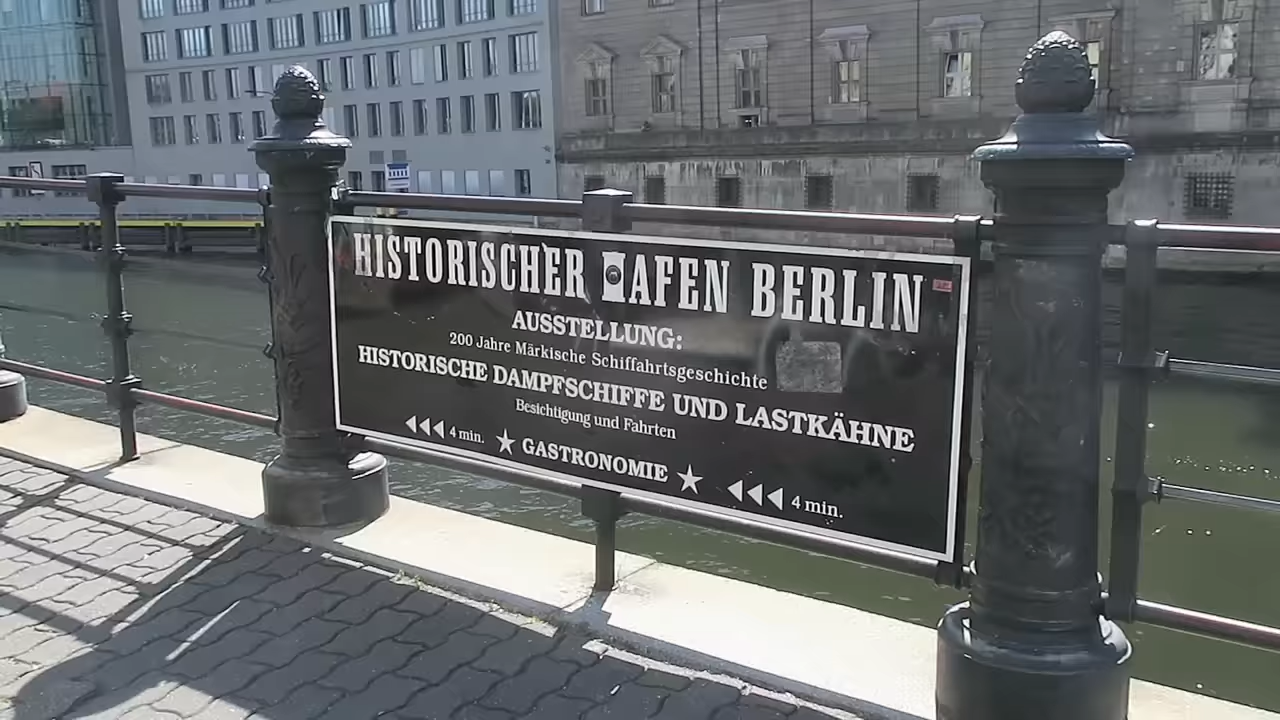 HISTORISCHER HAFEN BERLIN
AUSSTELLUNG:
200 Jahre Märkische Schiffahrtsgeschichte
HISTORISCHE DAMPFSCHIFFE UND LASTKÄHNE
Besichtigung und Fahrten
4 min. GASTRONOMIE 4 min.